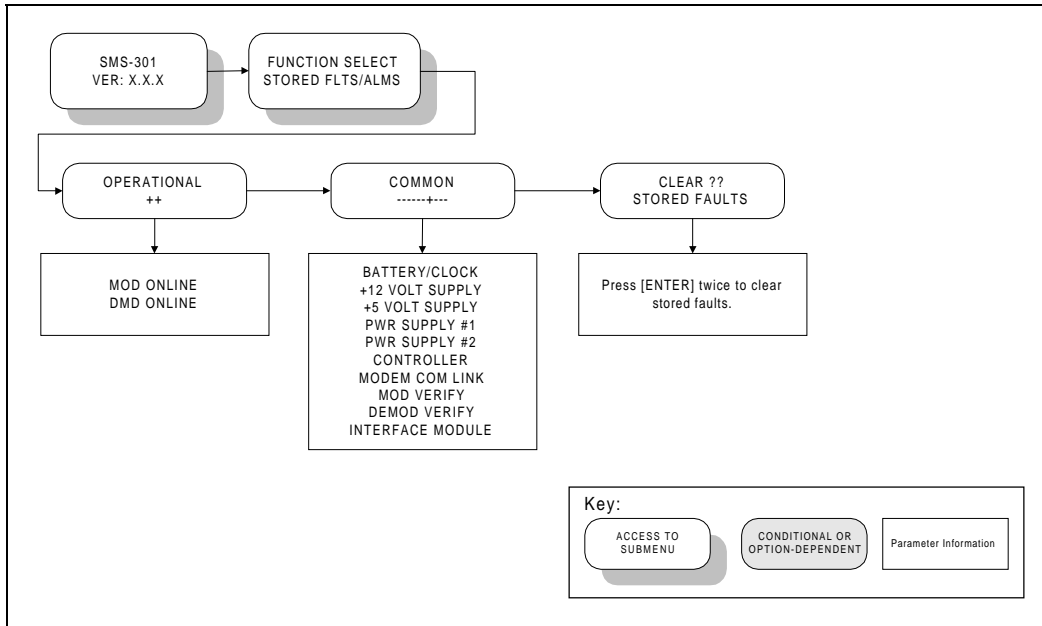 SMS-301
VER: X.X.X
FUNCTION SELECT
STORED FLTS/ALMS
OPERATIONAL
++
COMMON
------+---
CLEAR ??
STORED FAULTS
MOD ONLINE
DMD ONLINE
BATTERY/CLOCK
+12 VOLT SUPPLY
+5 VOLT SUPPLY
PWR SUPPLY #1
PWR SUPPLY #2
CONTROLLER
MODEM COM LINK
MOD VERIFY
DEMOD VERIFY
INTERFACE MODULE
Press [ENTER] twice to clear
stored faults.
Key:
ACCESS TO
SUBMENU
CONDITIONAL OR
OPTION-DEPENDENT
Parameter Information